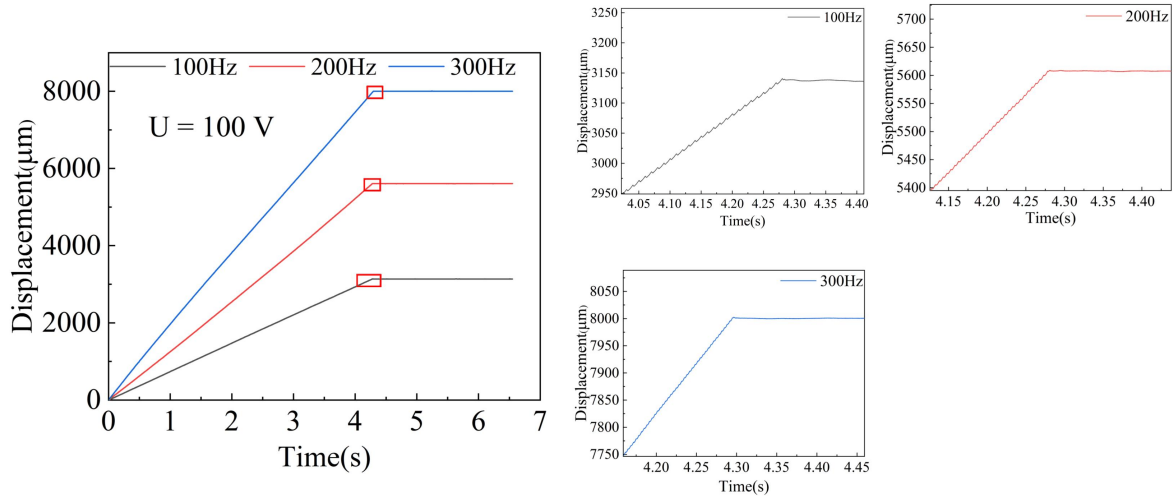 100Hz 200Hz 300Hz
U = 100 V
8000
6000
4000
2000
0
Displacement(μm)
0 1 2 3 4 5 6 7
Time(s)
100Hz
3250
3200
3150
3100
3050
3000
2950
Displacement(μm)
4.05 4.10 4.15 4.20 4.25 4.30 4.35 4.40
Time(s)
200Hz
5700
5650
5600
5550
5500
5450
5400
Displacement(μm)
4.15 4.20 4.25 4.30 4.35 4.40
Time(s)
300Hz
8050
8000
7950
7900
7850
7800
7750
Displacement(μm)
4.20 4.25 4.30 4.35 4.40 4.45
Time(s)